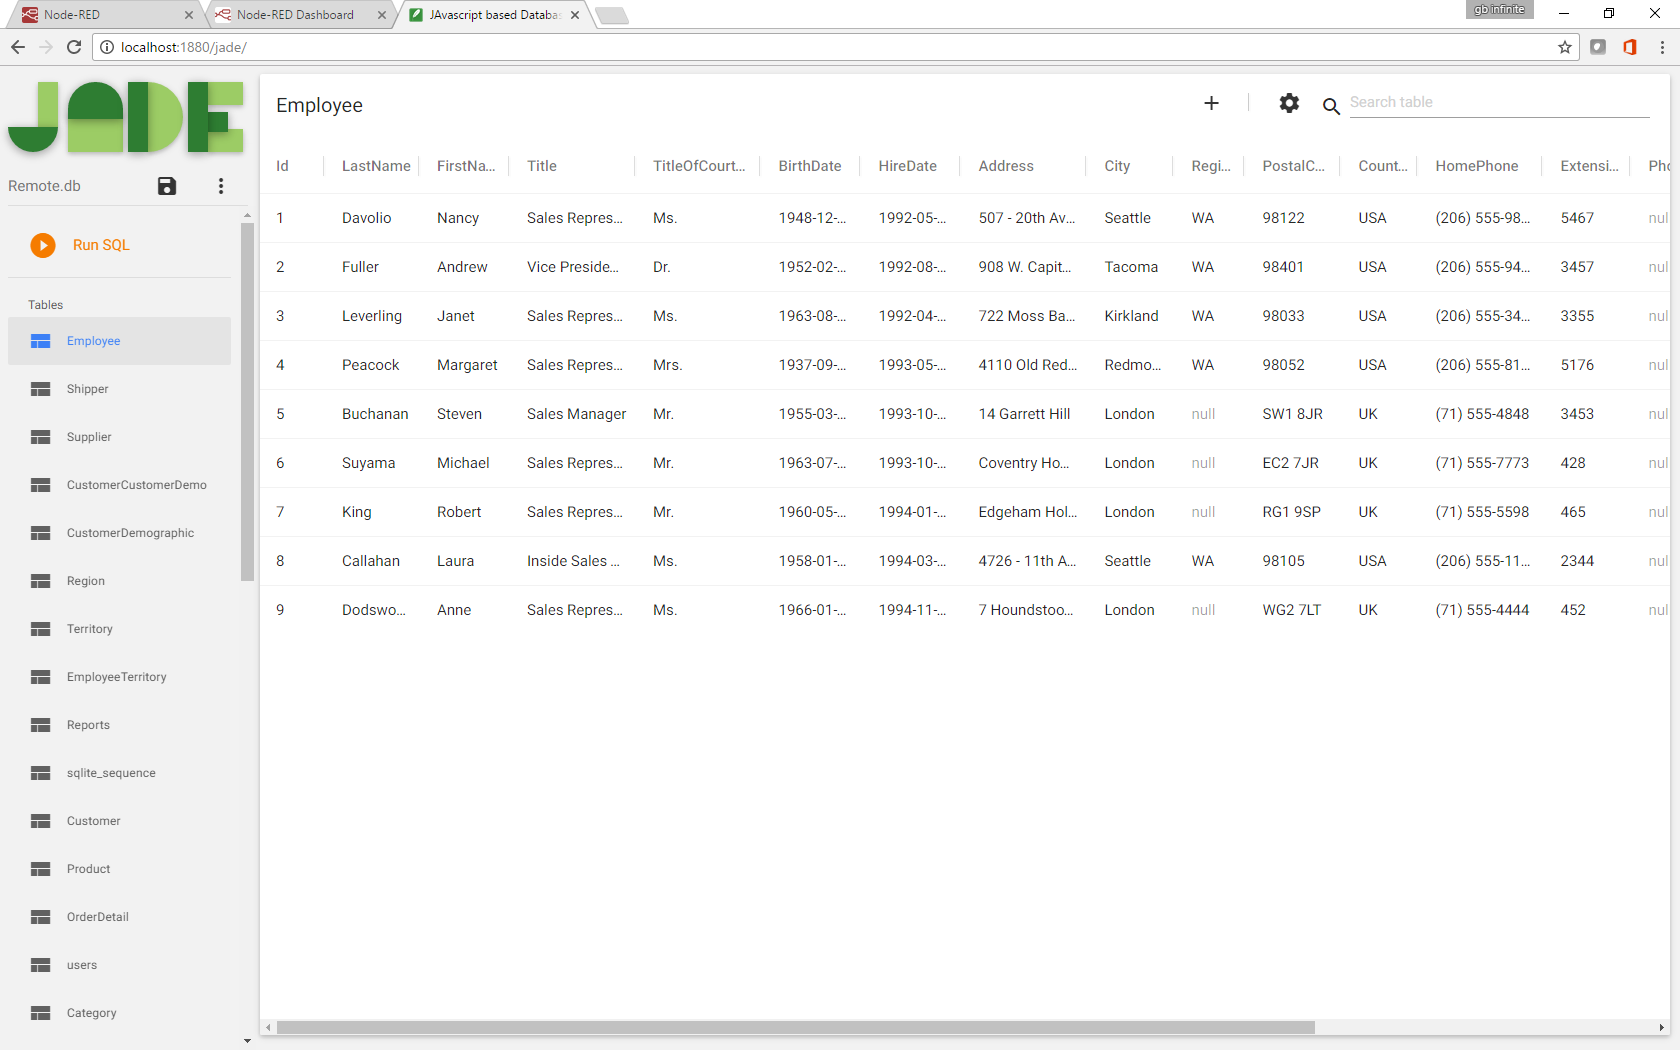 Node-RED
Node-RED Dashboard
JAvascript based Databa
gb infinite
localhost:1880/jade/
JADE
Remote.db
Run SQL
Tables
Employee
Shipper
Supplier
CustomerCustomerDemo
CustomerDemographic
Region
Territory
EmployeeTerritory
Reports
sqlite_sequence
Customer
Product
OrderDetail
users
Category
Employee
Search table
Id LastName FirstNa... Title TitleOfCourt... BirthDate HireDate Address City Regi... PostalC... Count... HomePhone Extensi... Pho
1 Davolio Nancy Sales Repres... Ms. 1948-12-... 1992-05-... 507 - 20th Av... Seattle WA 98122 USA (206) 555-98... 5467 nul
2 Fuller Andrew Vice Preside... Dr. 1952-02-... 1992-08-... 908 W. Capit... Tacoma WA 98401 USA (206) 555-94... 3457 nul
3 Leverling Janet Sales Repres... Ms. 1963-08-... 1992-04-... 722 Moss Ba... Kirkland WA 98033 USA (206) 555-34... 3355 nul
4 Peacock Margaret Sales Repres... Mrs. 1937-09-... 1993-05-... 4110 Old Red... Redmo... WA 98052 USA (206) 555-81... 5176 nul
5 Buchanan Steven Sales Manager Mr. 1955-03-... 1993-10-... 14 Garrett Hill London null SW1 8JR UK (71) 555-4848 3453 nul
6 Suyama Michael Sales Repres... Mr. 1963-07-... 1993-10-... Coventry Ho... London null EC2 7JR UK (71) 555-7773 428 nul
7 King Robert Sales Repres... Mr. 1960-05-... 1994-01-... Edgeham Hol... London null RG1 9SP UK (71) 555-5598 465 nul
8 Callahan Laura Inside Sales ... Ms. 1958-01-... 1994-03-... 4726 - 11th A... Seattle WA 98105 USA (206) 555-11... 2344 nul
9 Dodswo... Anne Sales Repres... Ms. 1966-01-... 1994-11-... 7 Houndstoo... London null WG2 7LT UK (71) 555-4444 452 nul